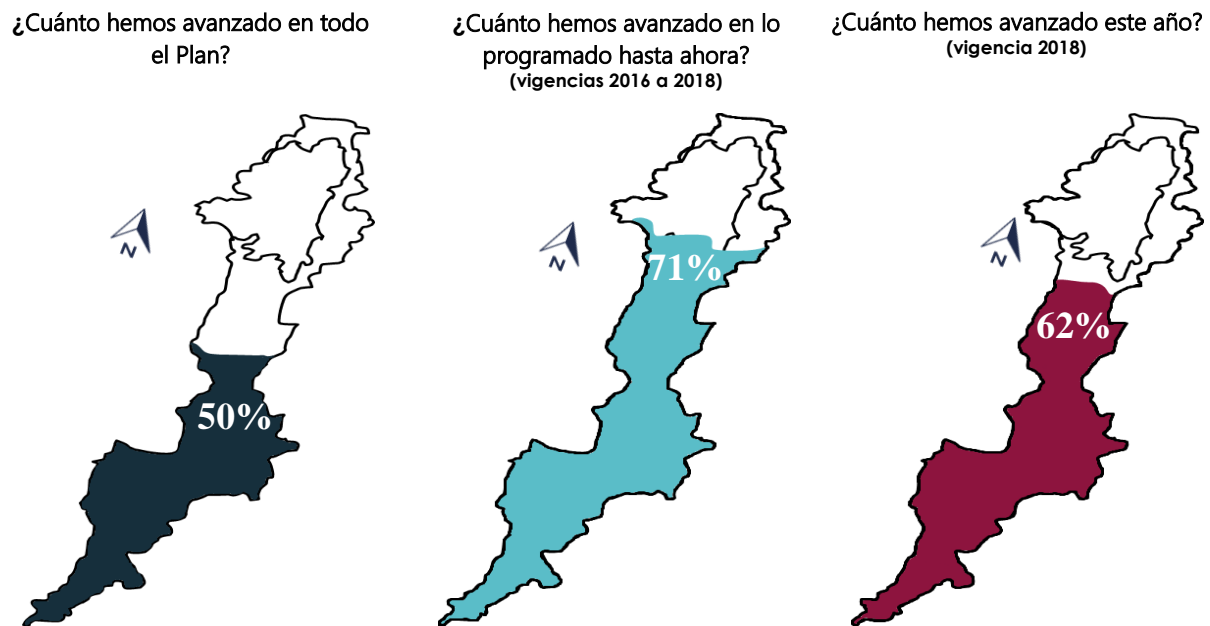 ¿Cuánto hemos avanzado en todo
el Plan?
¿Cuánto hemos avanzado en lo
programado hasta ahora?
(vigencias 2016 a 2018)
¿Cuánto hemos avanzado este año?
(vigencia 2018)
N
50%
N
71%
N
62%